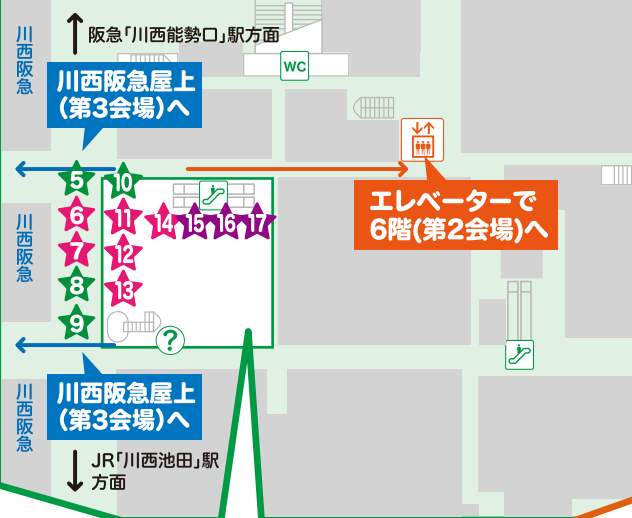 阪急「川西能勢口」駅方面
川西阪急
WC
川西阪急屋上
(第3会場)へ
5
10
6
11
14
15
16
17
7
12
8
13
9
?
エレベーターで
6階(第2会場)へ
川西阪急
川西阪急屋上
(第3会場)へ
川西阪急
JR「川西池田」駅
方面